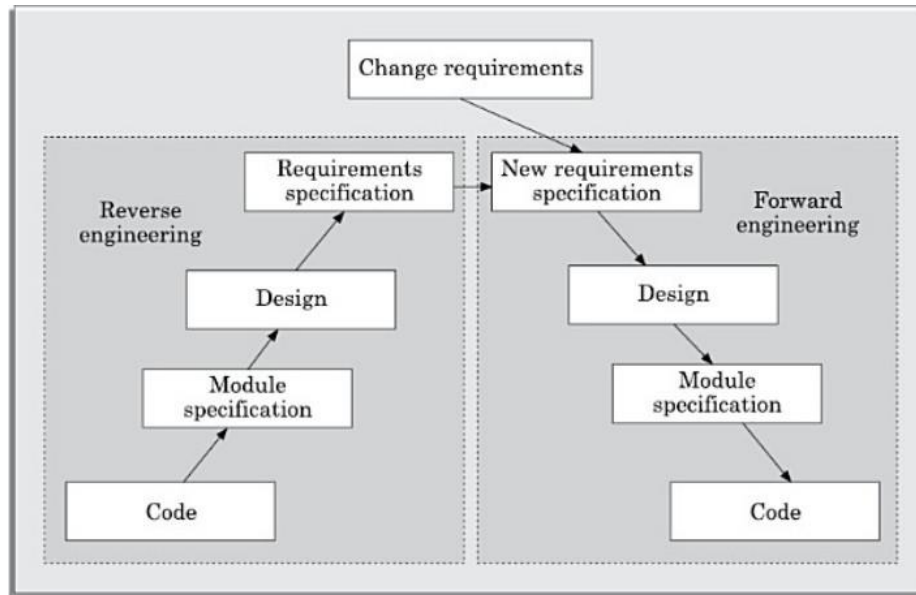 Change requirements
Requirements
specification
New requirements
specification
Reverse
engineering
Forward
engineering
Design
Design
Module
specification
Module
specification
Code
Code